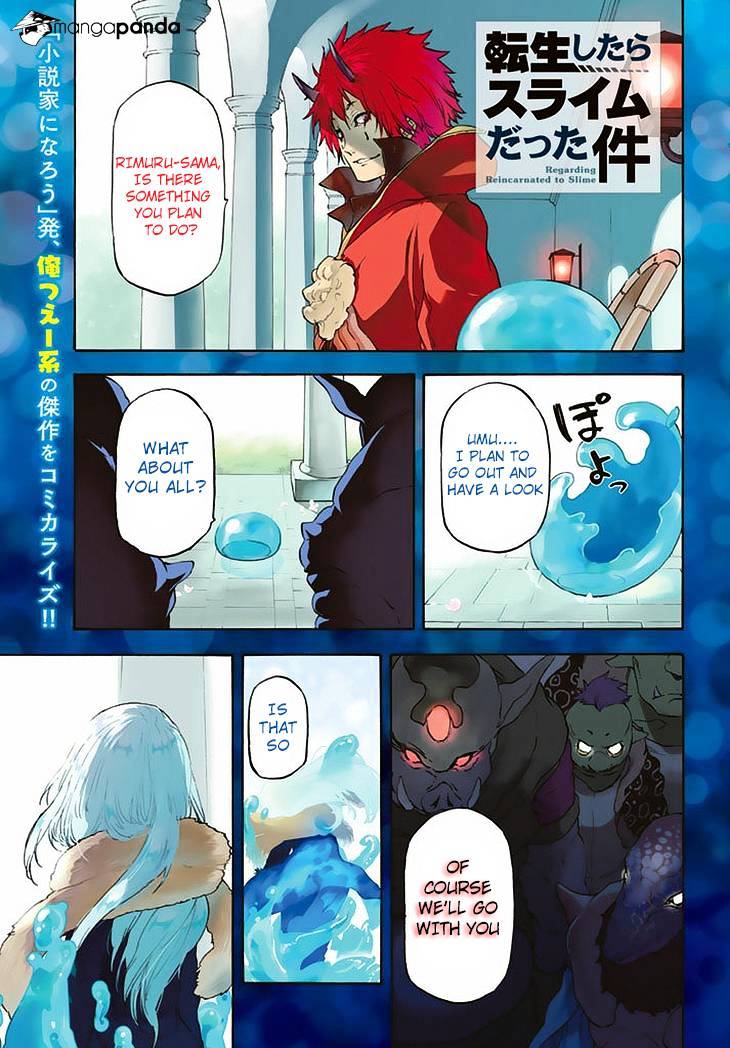 mangapanda
転生したら
スライム
だった件
Regarding
Reincarnated to Slime
「小説家になろう」発、俺つえー系の傑作をコミカライズ!!
RIMURU-SAMA,
IS THERE
SOMETHING
YOU PLAN
TO DO?
UMU....
I PLAN TO
GO OUT AND
HAVE A LOOK
ぽよっ
WHAT
ABOUT
YOU ALL?
OF
COURSE
WE'LL GO
WITH YOU
IS
THAT
SO